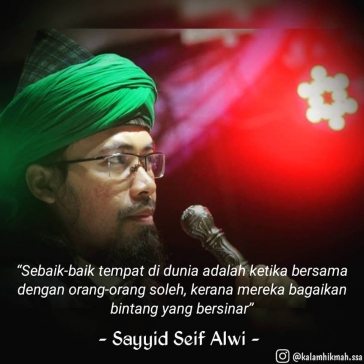 “Sebaik-baik tempat di dunia adalah ketika bersama
dengan orang-orang soleh, kerana mereka bagaikan
bintang yang bersinar”
- Sayyid Seif Alwi -
@kalamhikmah.ssa